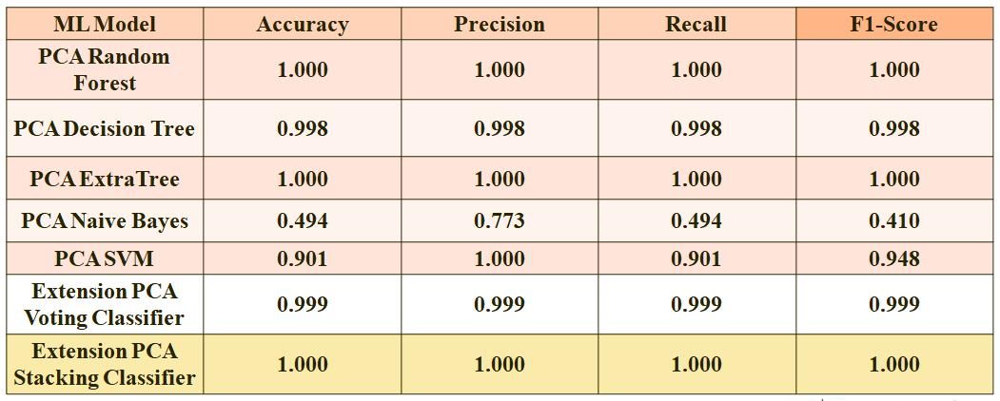 ML Model Accuracy Precision Recall F1-Score
PCA Random
Forest 1.000 1.000 1.000 1.000
PCA Decision Tree 0.998 0.998 0.998 0.998
PCA ExtraTree 1.000 1.000 1.000 1.000
PCA Naive Bayes 0.494 0.773 0.494 0.410
PCA SVM 0.901 1.000 0.901 0.948
Extension PCA
Voting Classifier 0.999 0.999 0.999 0.999
Extension PCA
Stacking Classifier 1.000 1.000 1.000 1.000